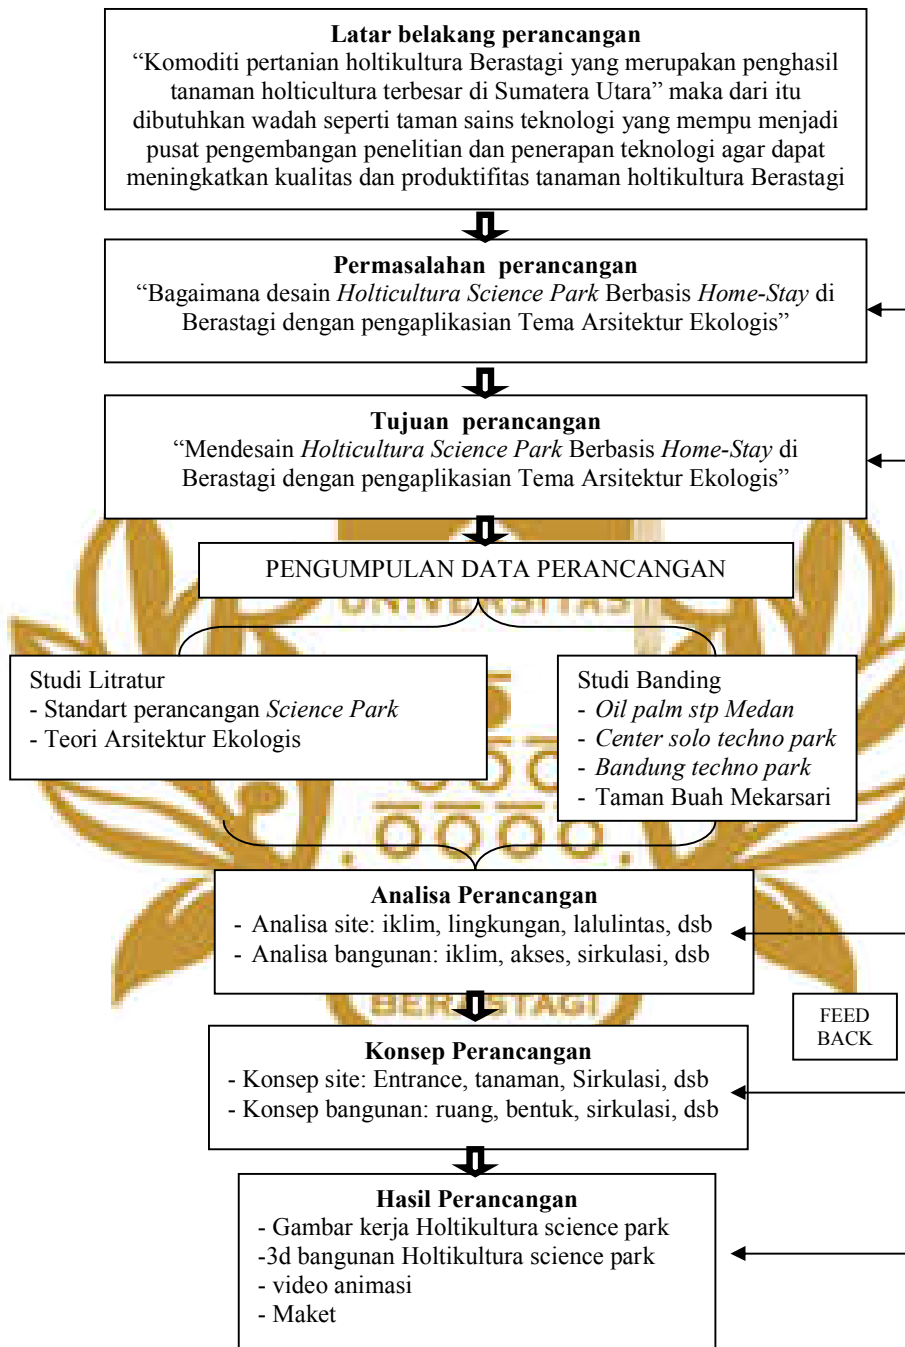 Latar belakang perancangan
“Komoditi pertanian holtikultura Berastagi yang merupakan penghasil
tanaman holticultura terbesar di Sumatera Utara” maka dari itu
dibutuhkan wadah seperti taman sains teknologi yang mempu menjadi
pusat pengembangan penelitian dan penerapan teknologi agar dapat
meningkatkan kualitas dan produktifitas tanaman holtikultura Berastagi
Permasalahan perancangan
“Bagaimana desain Holticultura Science Park Berbasis Home-Stay di
Berastagi dengan pengaplikasian Tema Arsitektur Ekologis”
Tujuan perancangan
“Mendesain Holticultura Science Park Berbasis Home-Stay di
Berastagi dengan pengaplikasian Tema Arsitektur Ekologis”
PENGUMPULAN DATA PERANCANGAN
UNIVERSITAS
Studi Litratur
- Standart perancangan Science Park
- Teori Arsitektur Ekologis
Studi Banding
- Oil palm stp Medan
- Center solo techno park
- Bandung techno park
- Taman Buah Mekarsari
Analisa Perancangan
- Analisa site: iklim, lingkungan, lalulintas, dsb
- Analisa bangunan: iklim, akses, sirkulasi, dsb
BERASTAGI
FEED
BACK
Konsep Perancangan
- Konsep site: Entrance, tanaman, Sirkulasi, dsb
- Konsep bangunan: ruang, bentuk, sirkulasi, dsb
Hasil Perancangan
- Gambar kerja Holtikultura science park
-3d bangunan Holtikultura science park
- video animasi
- Maket